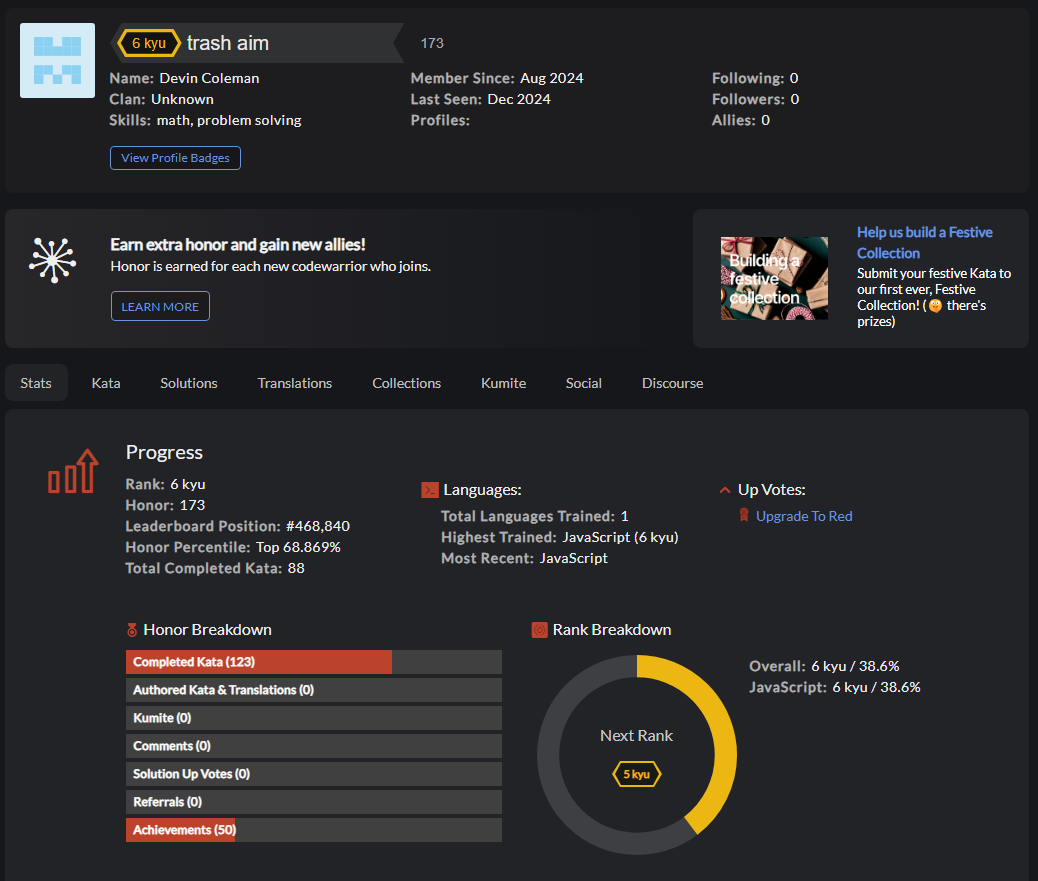 6 kyu trash aim 173
Name: Devin Coleman
Clan: Unknown
Skills: math, problem solving
Member Since: Aug 2024
Last Seen: Dec 2024
Profiles:
Following: 0
Followers: 0
Allies: 0
View Profile Badges
Earn extra honor and gain new allies!
Honor is earned for each new codewarrior who joins.
LEARN MORE
Building a
festive
collection
Help us build a Festive
Collection
Submit your festive Kata to
our first ever, Festive
Collection! (🤑 there's
prizes)
Stats Kata Solutions Translations Collections Kumite Social Discourse
Progress
Rank: 6 kyu
Honor: 173
Leaderboard Position: #468,840
Honor Percentile: Top 68.869%
Total Completed Kata: 88
Languages:
Total Languages Trained: 1
Highest Trained: JavaScript (6 kyu)
Most Recent: JavaScript
Up Votes:
Upgrade To Red
Honor Breakdown
Completed Kata (123)
Authored Kata & Translations (0)
Kumite (0)
Comments (0)
Solution Up Votes (0)
Referrals (0)
Achievements (50)
Rank Breakdown
Next Rank
5 kyu
Overall: 6 kyu / 38.6%
JavaScript: 6 kyu / 38.6%